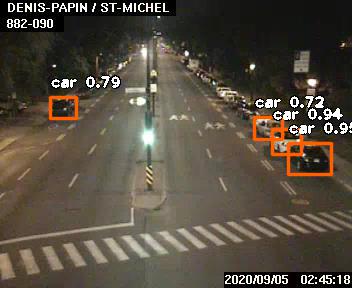 DENIS-PAPIN / ST-MICHEL
882-090
car 0.79
car 0.72
car 0.94
car 0.95
2020/09/05 02:45:18